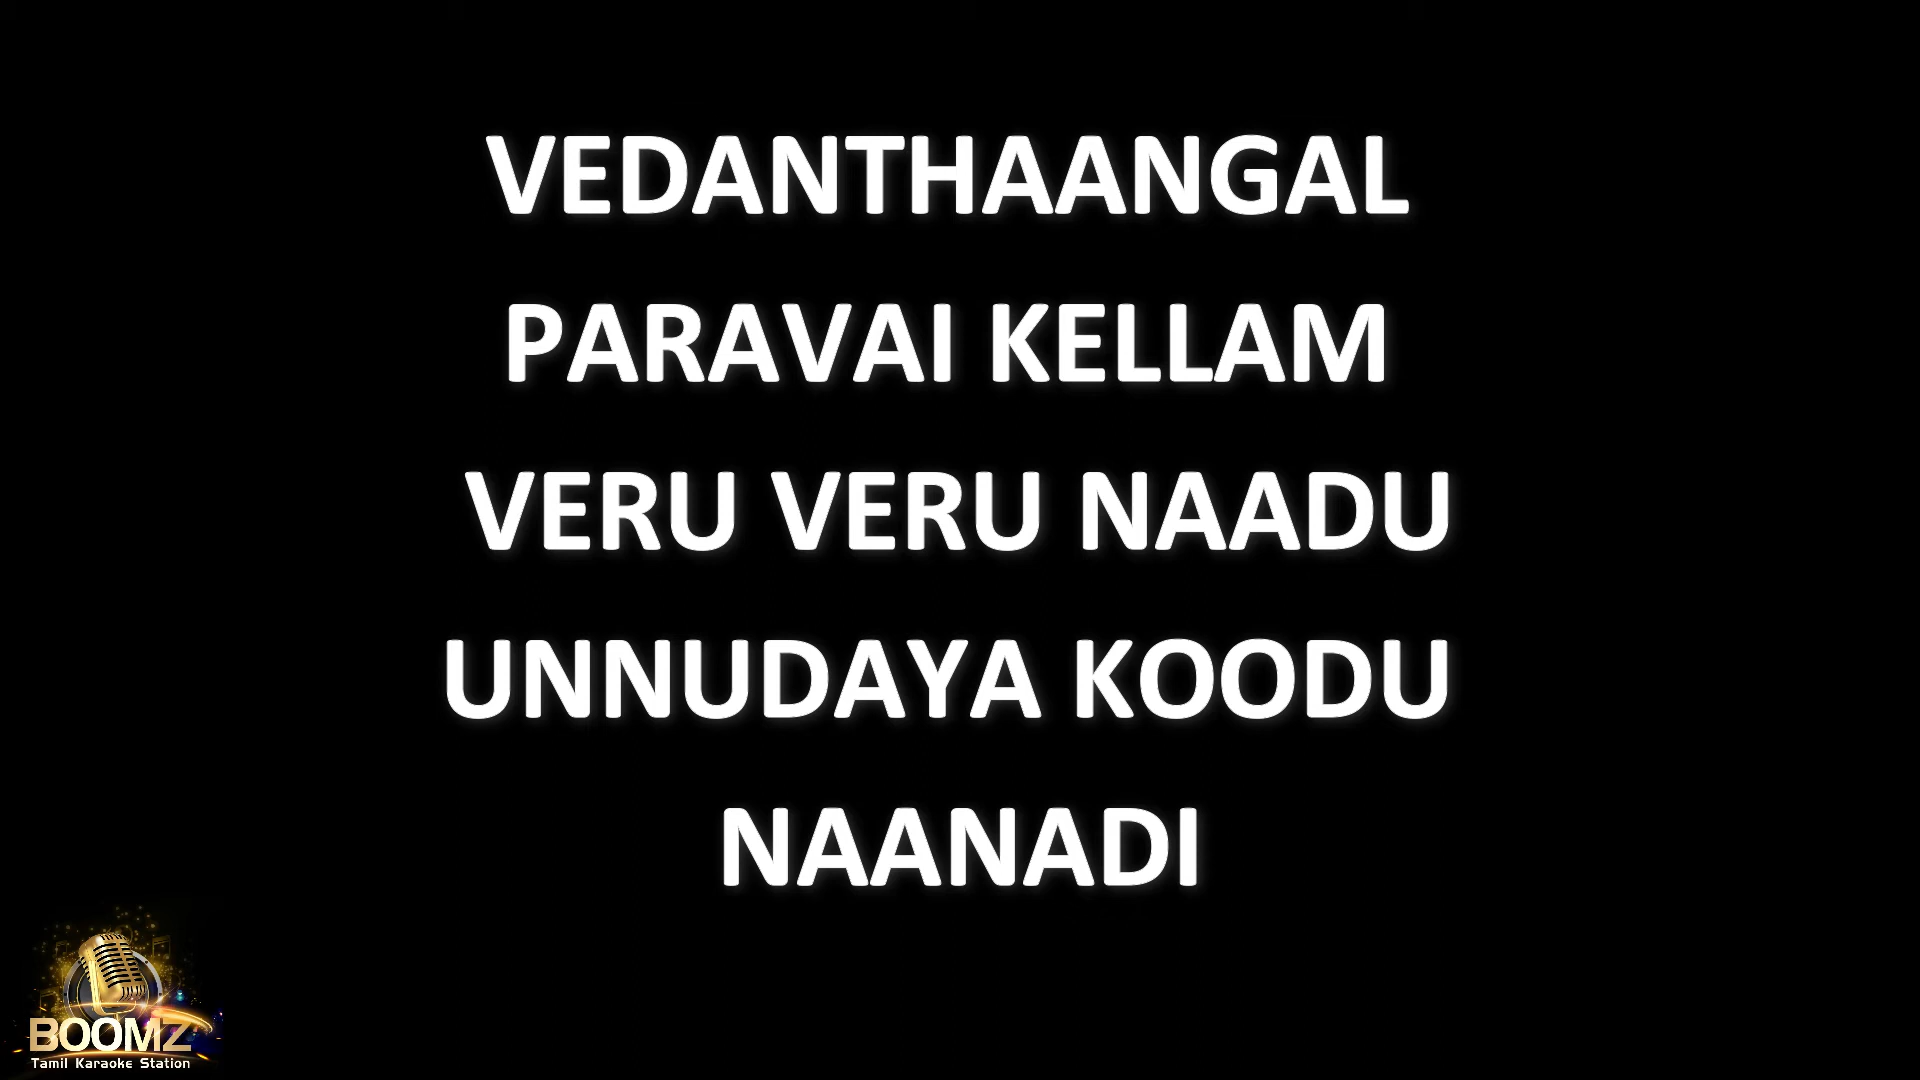 VEDANTHAANGAL
PARAVAI KELLAM
VERU VERU NAADU
UNNUDAYA KOODU
NAANADI
BOOMZ
Tamil Karaoke Station